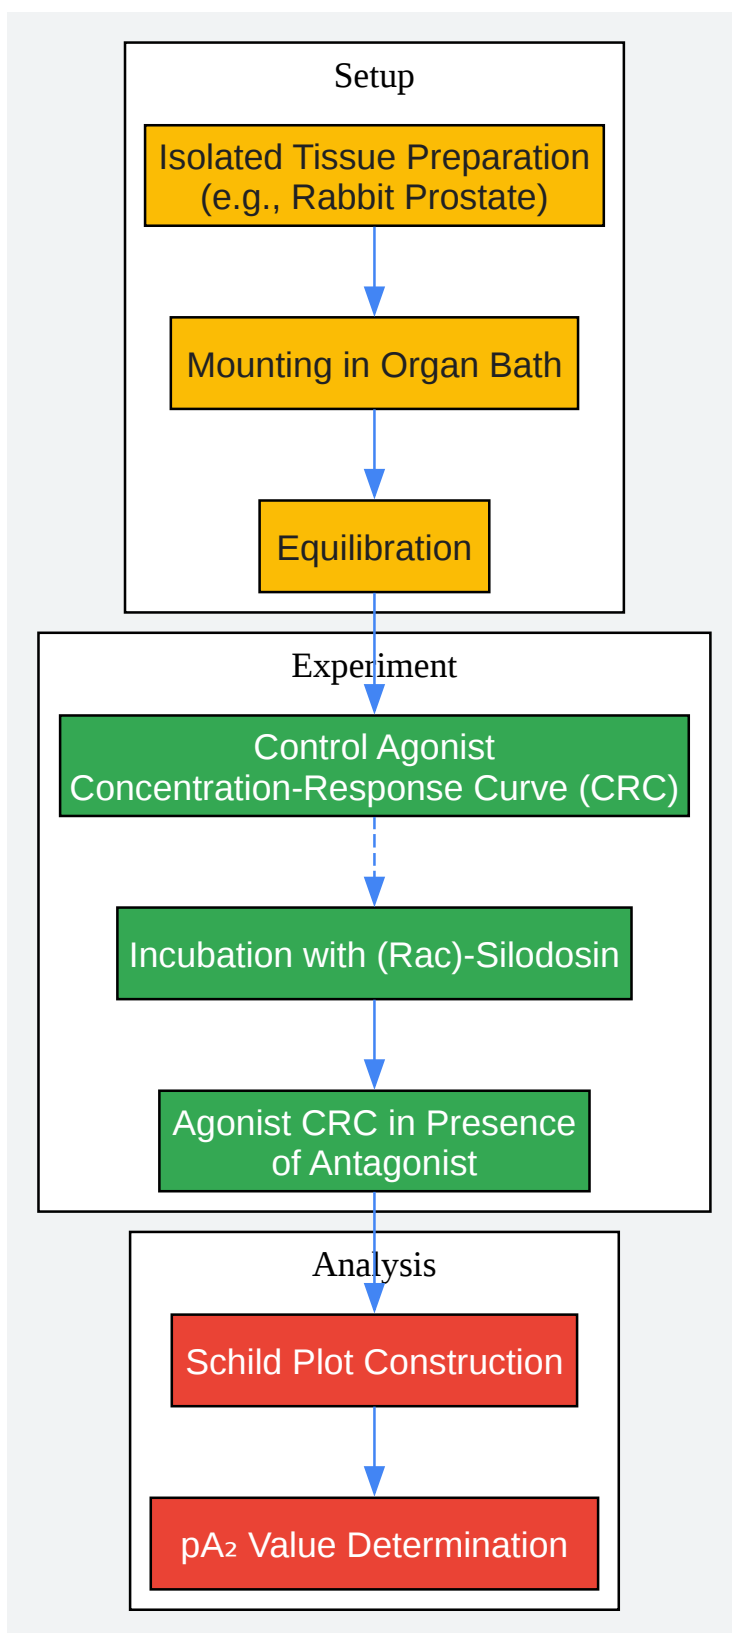 Setup
Isolated Tissue Preparation
(e.g., Rabbit Prostate)
Mounting in Organ Bath
Equilibration
Experiment
Control Agonist
Concentration-Response Curve (CRC)
Incubation with (Rac)-Silodosin
Agonist CRC in Presence
of Antagonist
Analysis
Schild Plot Construction
pA₂ Value Determination